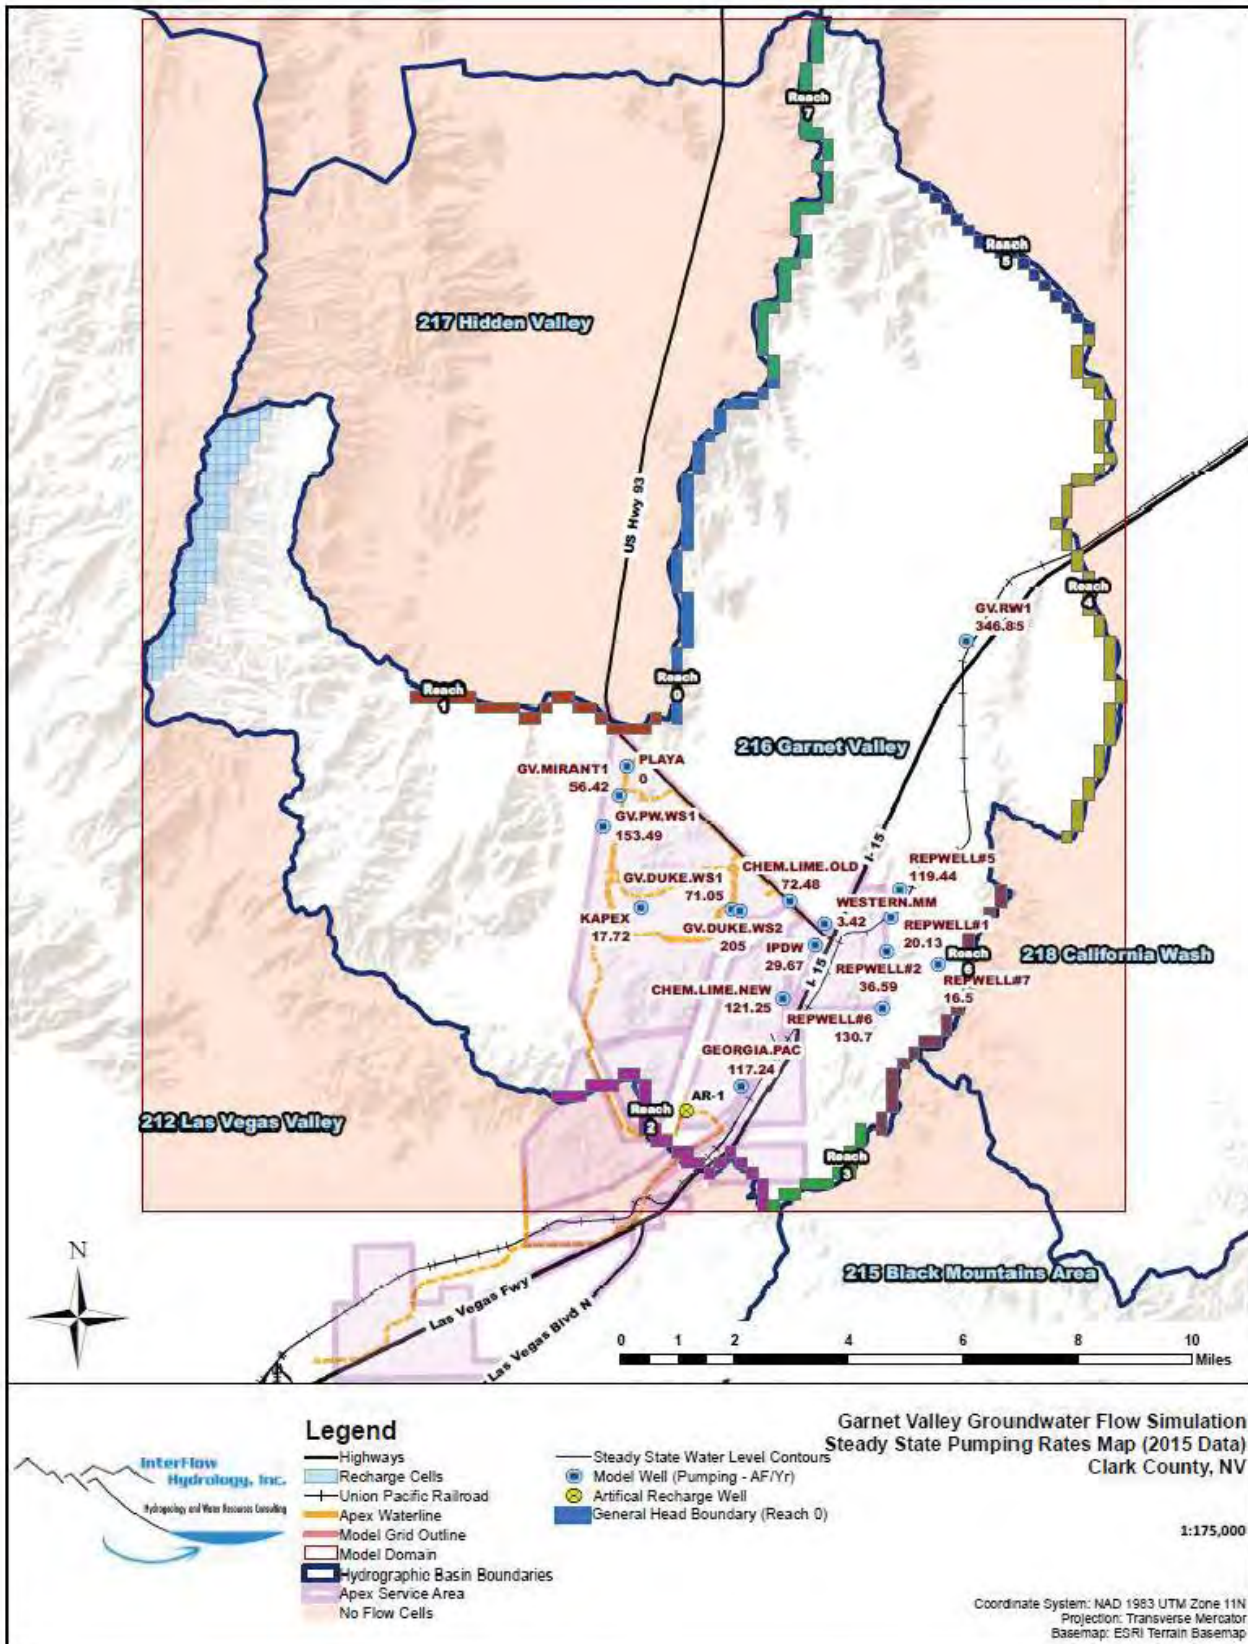 Reach
7
Reach
5
217 Hidden Valley
US Hwy 93
Reach
4
GV.RW1
346.85
Reach
1
Reach
0
216 Garnet Valley
GV.MIRANT1
56.42
PLAYA
0
GV.PW.WS1
153.49
I-15
CHEM.LIME.OLD
72.48
REPWELL#5
119.44
GV.DUKE.WS1
71.05
WESTERN.MM
3.42
KAPEX
17.72
GV.DUKE.WS2
205
IPDW
29.67
REPWELL#1
20.13
REPWELL#2
36.59
Reach
6
218 California Wash
REPWELL#7
16.5
I-15
CHEM.LIME.NEW
121.25
REPWELL#6
130.7
GEORGIA.PAC
117.24
AR-1
212 Las Vegas Valley
Reach
2
Reach
3
N
215 Black Mountains Area
Las Vegas Fwy
Las Vegas Blvd N
0 1 2 4 6 8 10
Miles
InterFlow
Hydrology, Inc.
Hydrogeology and Water Resources Consulting
Legend
Highways
Recharge Cells
Union Pacific Railroad
Apex Waterline
Model Grid Outline
Model Domain
Hydrographic Basin Boundaries
Apex Service Area
No Flow Cells
Steady State Water Level Contours
Model Well (Pumping - AF/Yr)
Artifical Recharge Well
General Head Boundary (Reach 0)
Garnet Valley Groundwater Flow Simulation
Steady State Pumping Rates Map (2015 Data)
Clark County, NV
1:175,000
Coordinate System: NAD 1983 UTM Zone 11N
Projection: Transverse Mercator
Basemap: ESRI Terrain Basemap